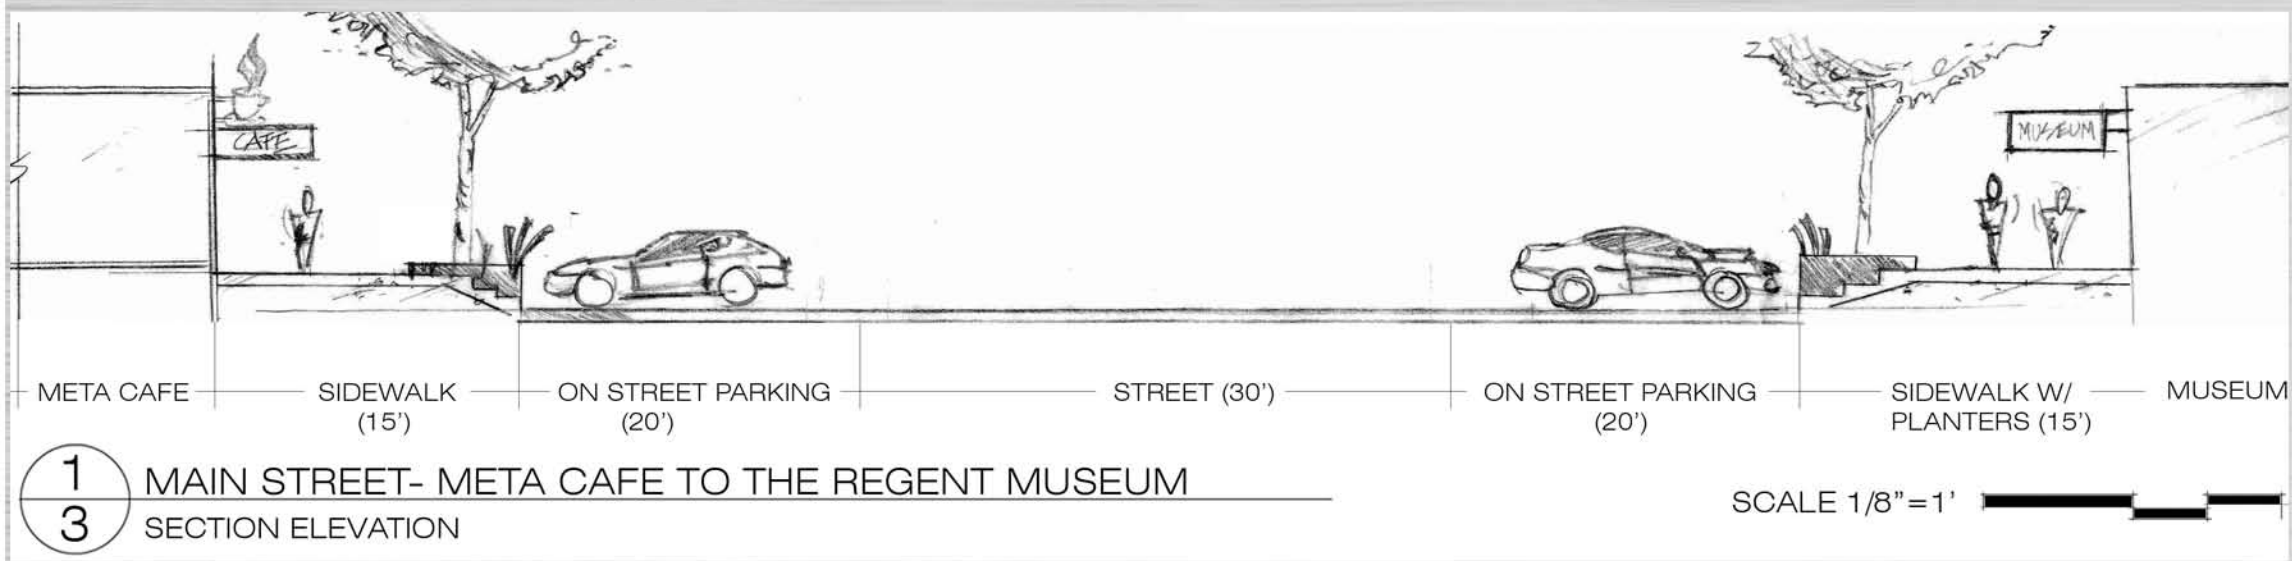 CAFE
MUSEUM
META CAFE
SIDEWALK
(15')
ON STREET PARKING
(20')
STREET (30')
ON STREET PARKING
(20')
SIDEWALK W/
PLANTERS (15')
MUSEUM
1
3
MAIN STREET- META CAFE TO THE REGENT MUSEUM
SECTION ELEVATION
SCALE 1/8"=1'